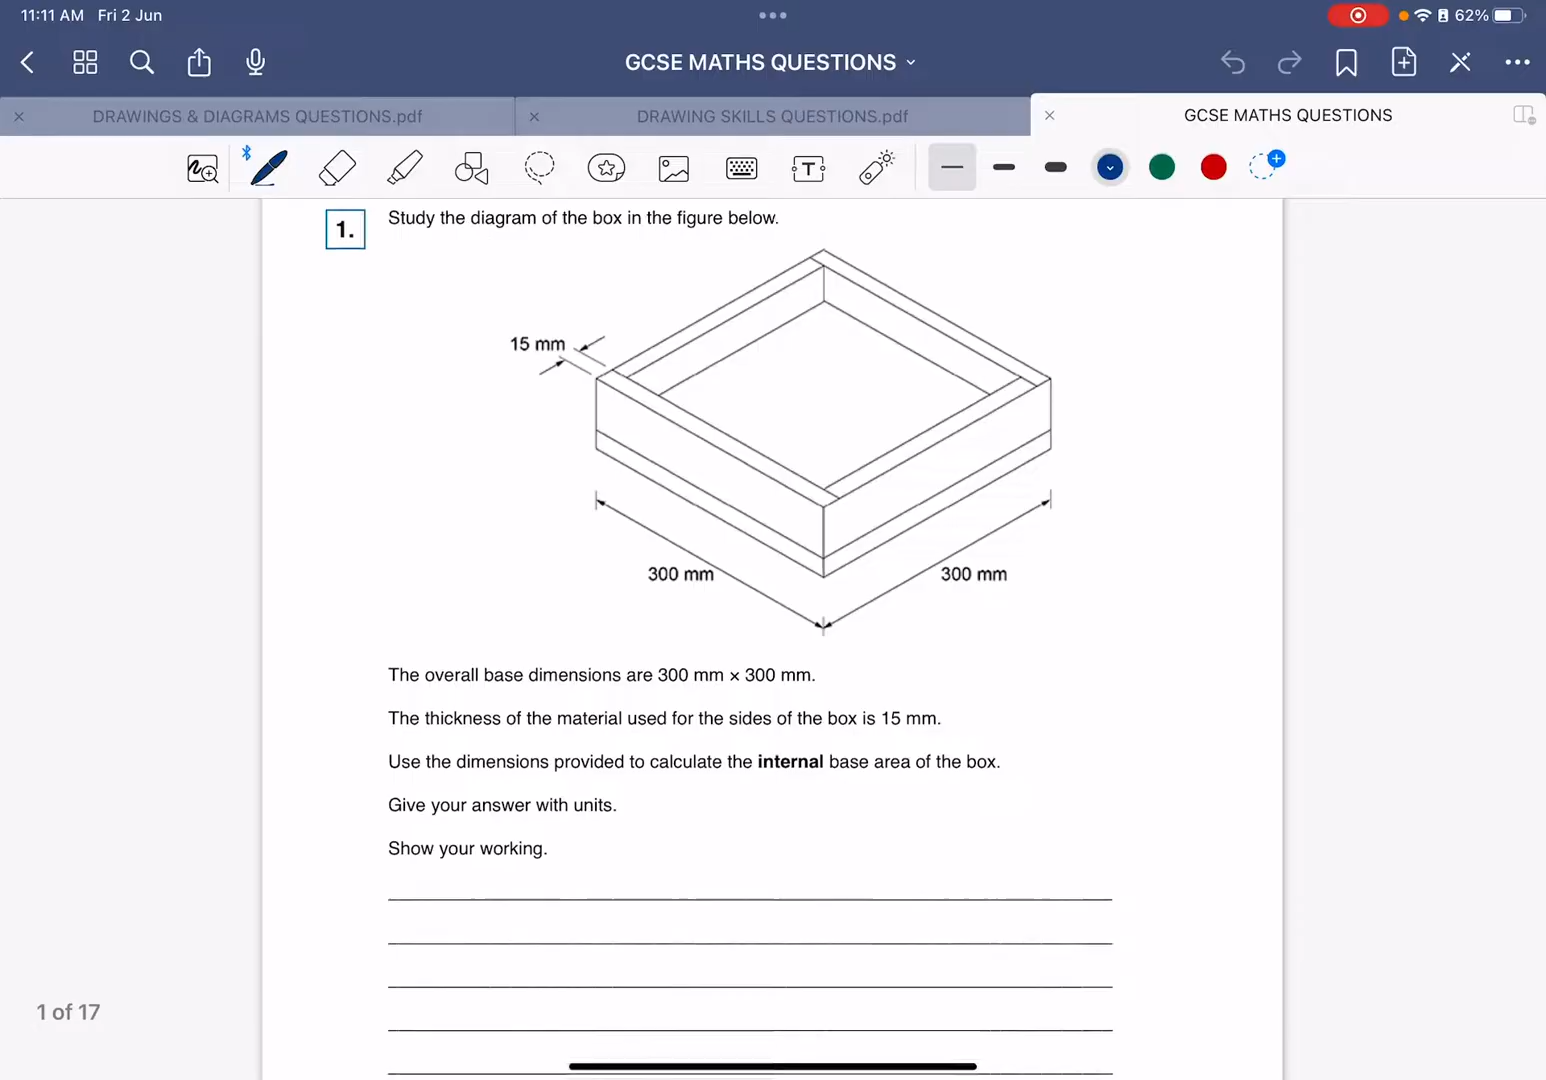 11:11 AM Fri 2 Jun
62%
GCSE MATHS QUESTIONS
DRAWINGS & DIAGRAMS QUESTIONS.pdf
DRAWING SKILLS QUESTIONS.pdf
GCSE MATHS QUESTIONS
T
1.
Study the diagram of the box in the figure below.
15 mm
300 mm
300 mm
The overall base dimensions are 300 mm × 300 mm.
The thickness of the material used for the sides of the box is 15 mm.
Use the dimensions provided to calculate the internal base area of the box.
Give your answer with units.
Show your working.
1 of 17